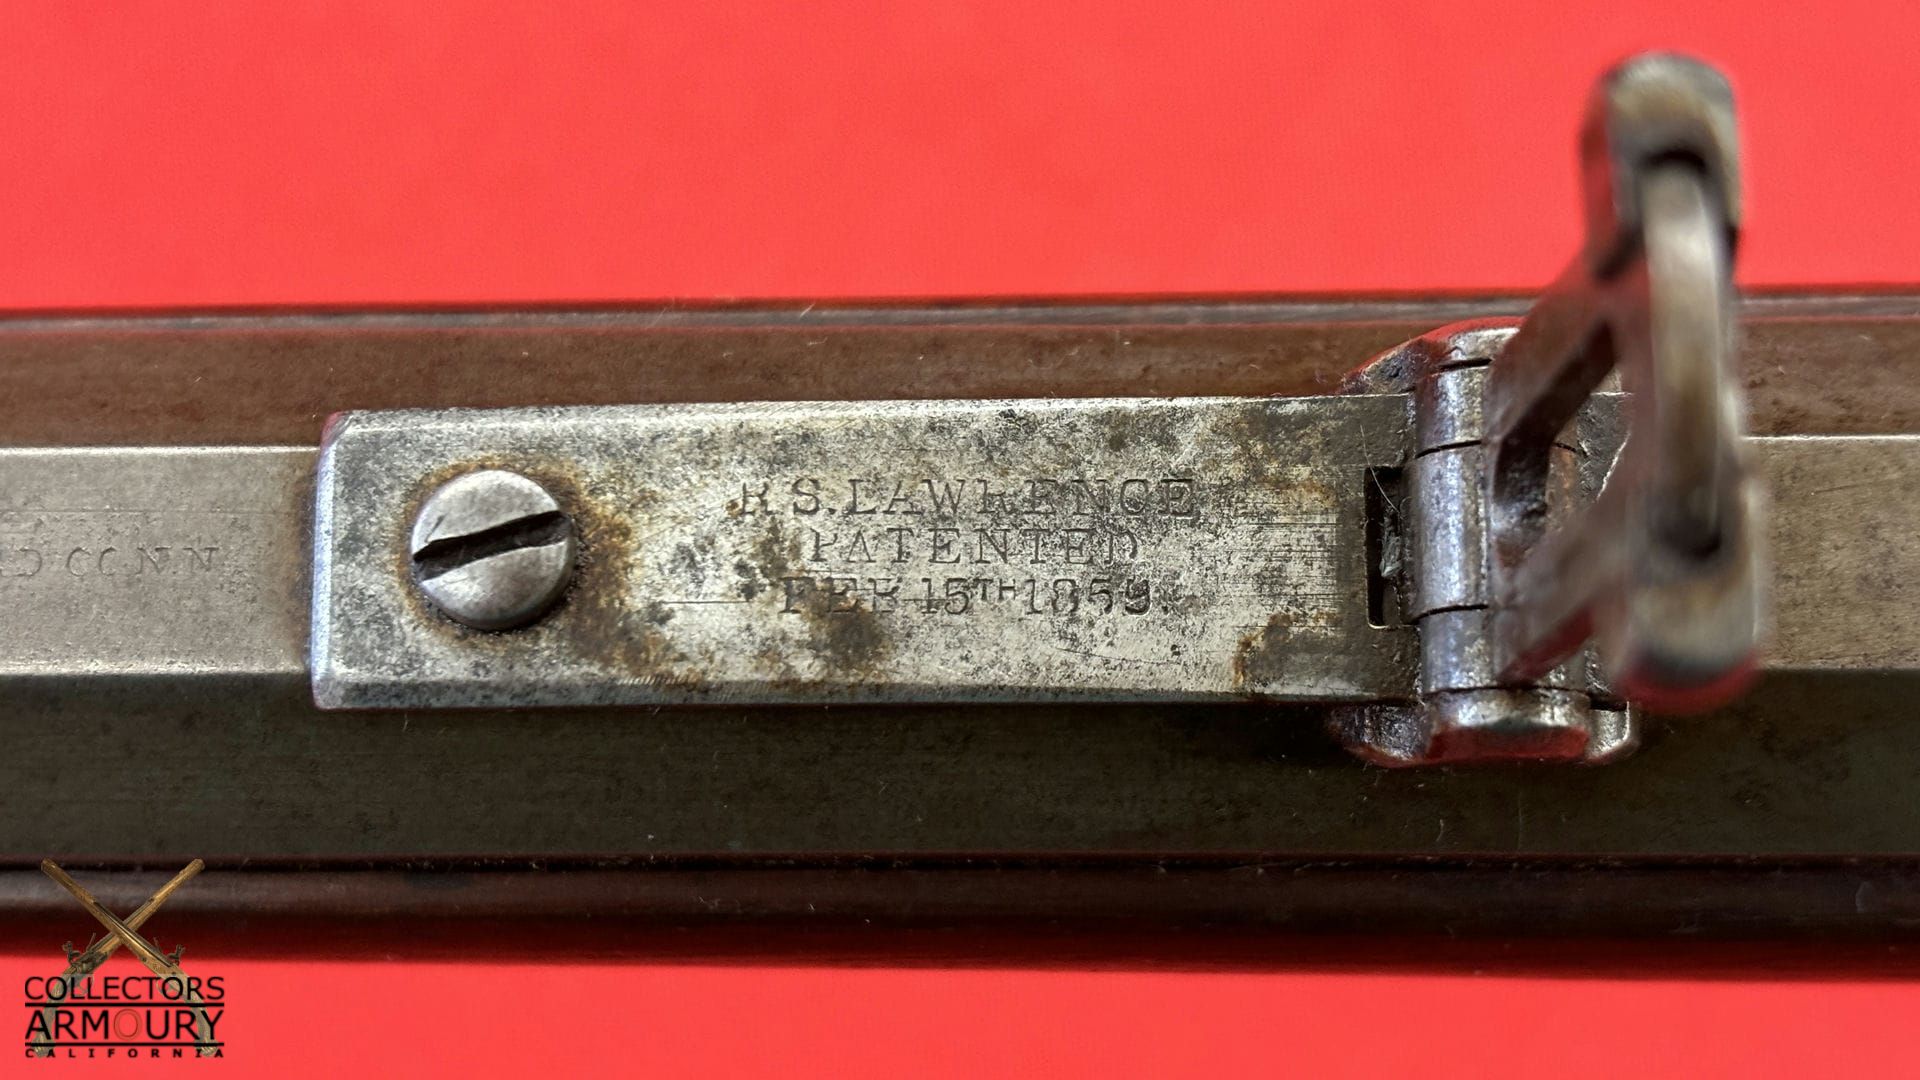 R.S.LAWRENCE
PATENTED
FEB 15TH 1859
CONN
COLLECTORS
ARMOURY
CALIFORNIA